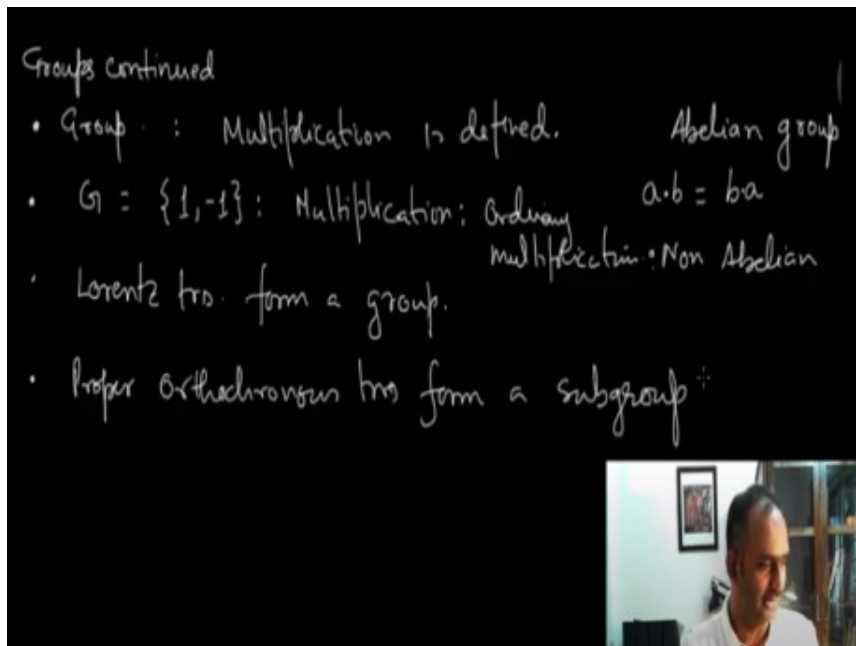 Groups continued
• Group : Multiplication is defined. Abelian group
• G = {1,-1} : Multiplication : Ordinary a·b = b·a
multiplication : Non Abelian
• Lorentz trs. form a group.
• Proper Orthochronous trs form a subgroup